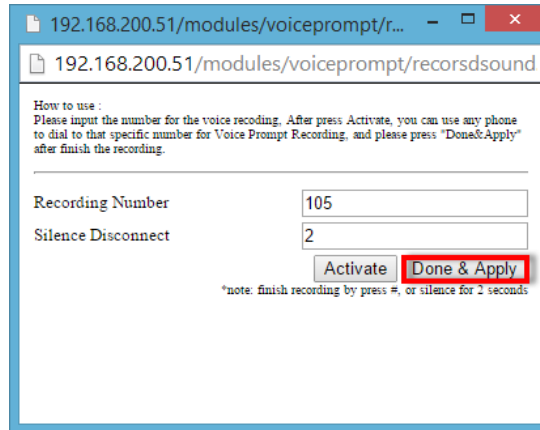 192.168.200.51/modules/voiceprompt/r...
192.168.200.51/modules/voiceprompt/recorsdsound
How to use :
Please input the number for the voice recoding, After press Activate, you can use any phone
to dial to that specific number for Voice Prompt Recording, and please press "Done&Apply"
after finish the recording.
Recording Number 105
Silence Disconnect 2
Activate Done & Apply
*note: finish recording by press #, or silence for 2 seconds